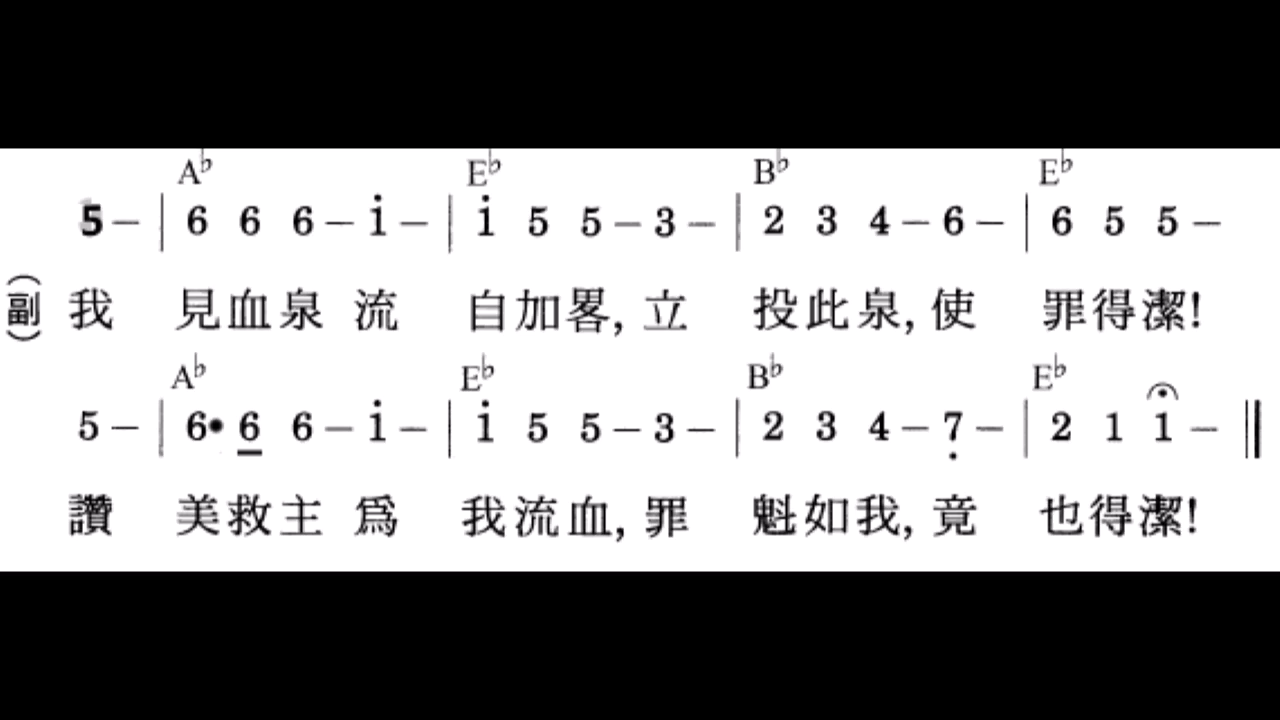 A♭ E♭ B♭ E♭
5 – | 6 6 6 – i̇ – | i̇ 5 5 – 3 – | 2 3 4 – 6 – | 6 5 5 –
(副) 我 見血泉 流 自加畧, 立 投此泉, 使 罪得潔!
A♭ E♭ B♭ E♭
5 – | 6• 6̲ 6 – i̇ – | i̇ 5 5 – 3 – | 2 3 4 – 7̣ – | 2 1 1 – ‖
讚 美救主 爲 我流血, 罪 魁如我, 竟 也得潔!